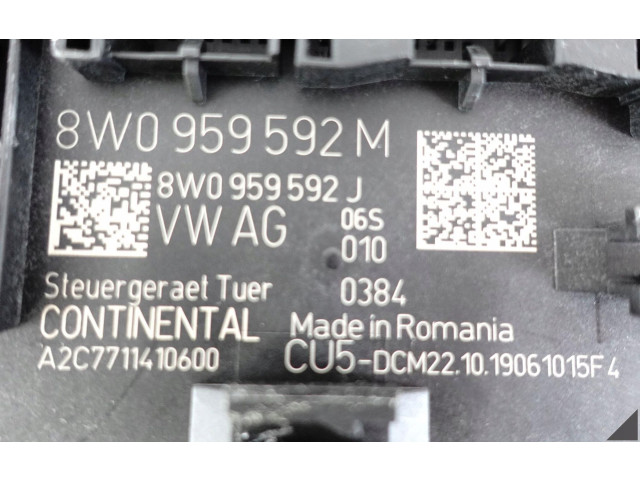 8W0 959 592 M
8W0 959 592 J
VW AG 06S
010
Steuergeraet Tuer 0384
CONTINENTAL Made in Romania
A2C7711410600 CU5-DCM22.10.19061015F4